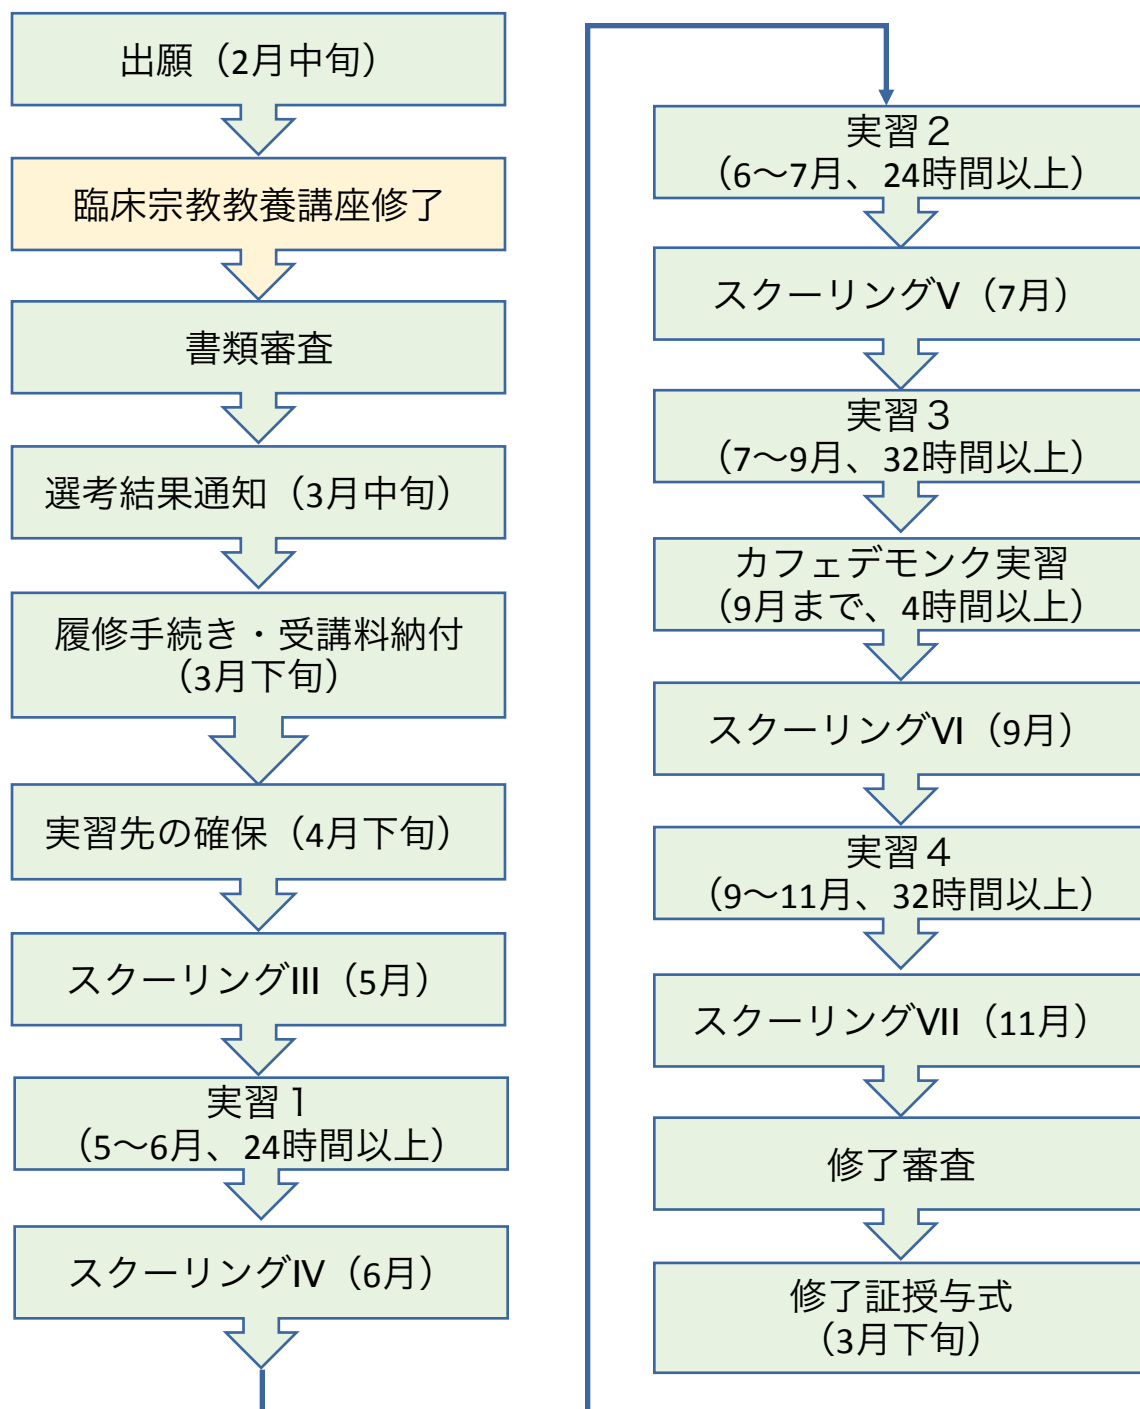 出願（2月中旬）
臨床宗教教養講座修了
書類審査
選考結果通知（3月中旬）
履修手続き・受講料納付
（3月下旬）
実習先の確保（4月下旬）
スクーリングⅢ（5月）
実習１
（5～6月、24時間以上）
スクーリングⅣ（6月）
実習２
（6～7月、24時間以上）
スクーリングⅤ（7月）
実習３
（7～9月、32時間以上）
カフェデモンク実習
（9月まで、4時間以上）
スクーリングⅥ（9月）
実習４
（9～11月、32時間以上）
スクーリングⅦ（11月）
修了審査
修了証授与式
（3月下旬）